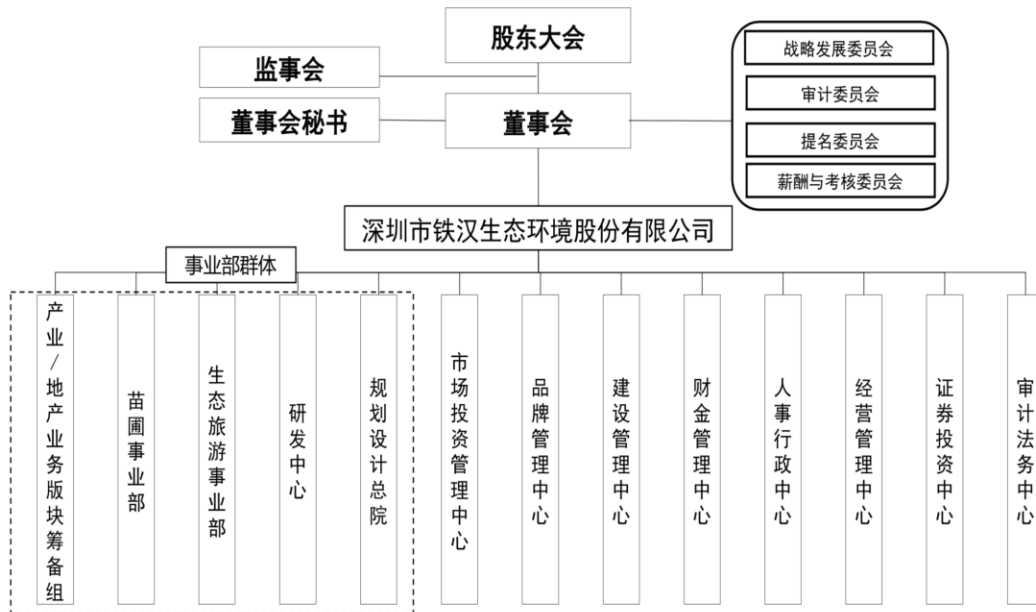 股东大会
监事会
董事会秘书
董事会
战略发展委员会
审计委员会
提名委员会
薪酬与考核委员会
深圳市铁汉生态环境股份有限公司
事业部群体
产业/地产业务版块筹备组
苗圃事业部
生态旅游事业部
研发中心
规划设计总院
市场投资管理中心
品牌管理中心
建设管理中心
财金管理中心
人事行政中心
经营管理中心
证券投资中心
审计法务中心